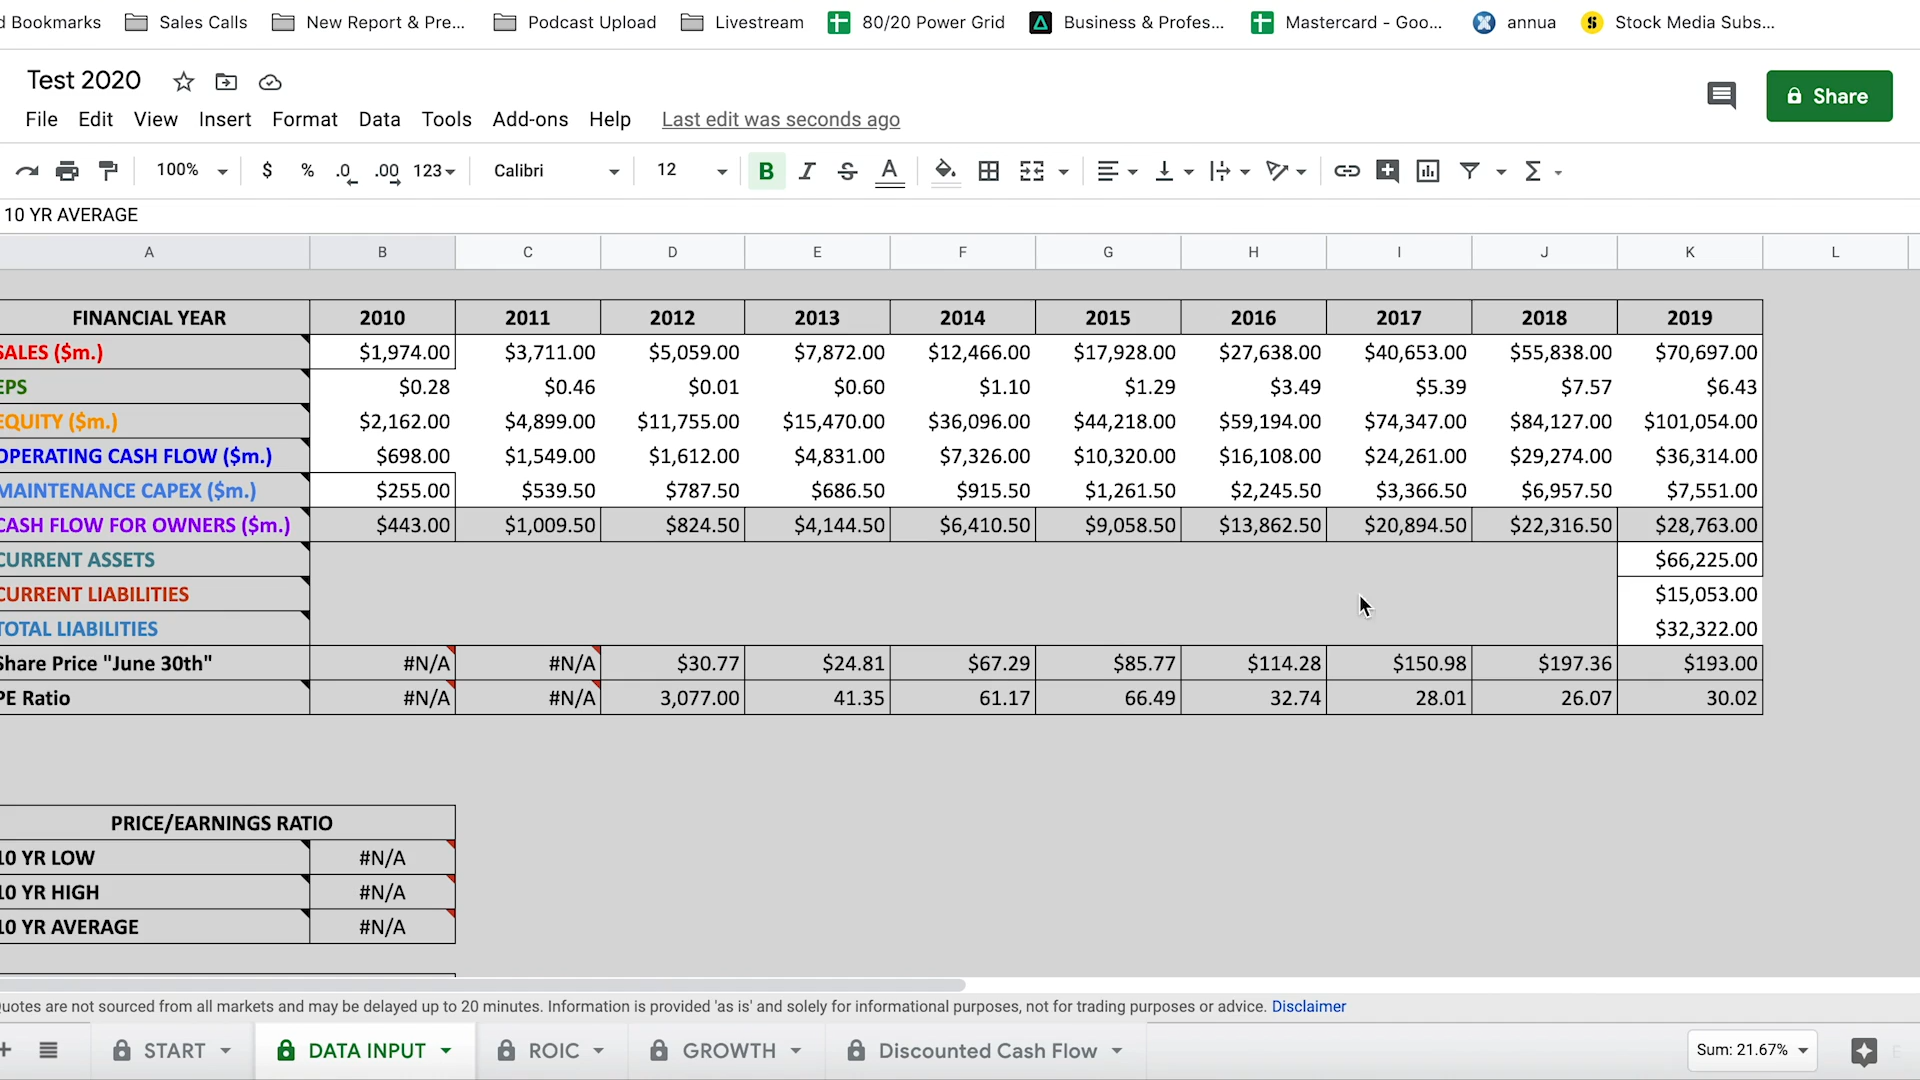 d Bookmarks Sales Calls New Report & Pre... Podcast Upload Livestream 80/20 Power Grid Business & Profes... Mastercard - Goo... annua Stock Media Subs...
Test 2020
Share
File Edit View Insert Format Data Tools Add-ons Help Last edit was seconds ago
100% $ % .0 .00 123 Calibri 12 B I S A Σ
10 YR AVERAGE
A B C D E F G H I J K L
FINANCIAL YEAR 2010 2011 2012 2013 2014 2015 2016 2017 2018 2019
SALES ($m.) $1,974.00 $3,711.00 $5,059.00 $7,872.00 $12,466.00 $17,928.00 $27,638.00 $40,653.00 $55,838.00 $70,697.00
EPS $0.28 $0.46 $0.01 $0.60 $1.10 $1.29 $3.49 $5.39 $7.57 $6.43
EQUITY ($m.) $2,162.00 $4,899.00 $11,755.00 $15,470.00 $36,096.00 $44,218.00 $59,194.00 $74,347.00 $84,127.00 $101,054.00
OPERATING CASH FLOW ($m.) $698.00 $1,549.00 $1,612.00 $4,831.00 $7,326.00 $10,320.00 $16,108.00 $24,261.00 $29,274.00 $36,314.00
MAINTENANCE CAPEX ($m.) $255.00 $539.50 $787.50 $686.50 $915.50 $1,261.50 $2,245.50 $3,366.50 $6,957.50 $7,551.00
CASH FLOW FOR OWNERS ($m.) $443.00 $1,009.50 $824.50 $4,144.50 $6,410.50 $9,058.50 $13,862.50 $20,894.50 $22,316.50 $28,763.00
CURRENT ASSETS $66,225.00
CURRENT LIABILITIES $15,053.00
TOTAL LIABILITIES $32,322.00
Share Price "June 30th" #N/A #N/A $30.77 $24.81 $67.29 $85.77 $114.28 $150.98 $197.36 $193.00
PE Ratio #N/A #N/A 3,077.00 41.35 61.17 66.49 32.74 28.01 26.07 30.02
PRICE/EARNINGS RATIO
10 YR LOW #N/A
10 YR HIGH #N/A
10 YR AVERAGE #N/A
uotes are not sourced from all markets and may be delayed up to 20 minutes. Information is provided 'as is' and solely for informational purposes, not for trading purposes or advice. Disclaimer
START DATA INPUT ROIC GROWTH Discounted Cash Flow Sum: 21.67%